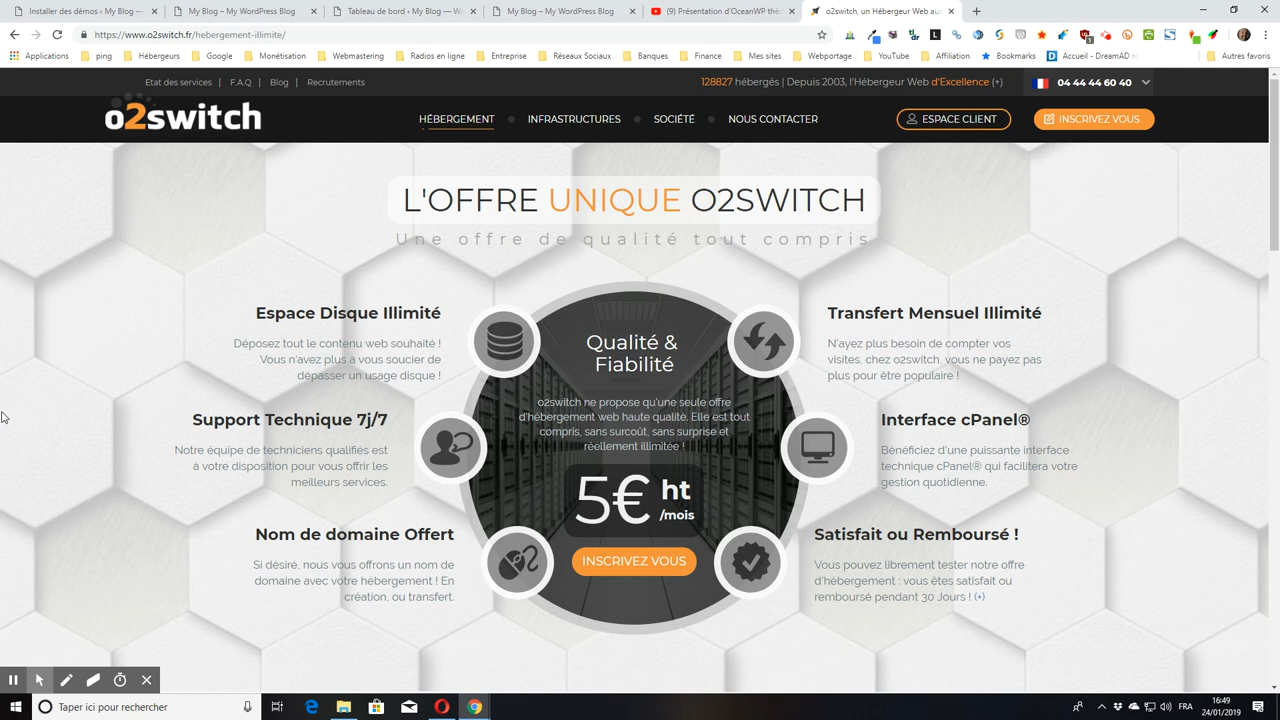 Installer des démos ‹ My Blog —
My Blog – My WordPress Blog
Tableau de bord ‹ My Blog — W
My Blog – My WordPress Blog
(9) Présentation d'OceanWP thé
o2switch, un Hébergeur Web au
https://www.o2switch.fr/hebergement-illimite/
Applications
ping
Hébergeurs
Google
Monétisation
Webmastering
Radios en ligne
Entreprise
Réseaux Sociaux
Banques
Finance
Mes sites
Webportage
YouTube
Affiliation
Bookmarks
Accueil – DreamAD
Autres favoris
Etat des services | F.A.Q | Blog | Recrutements
128827 hébergés | Depuis 2003, l'Hébergeur Web d'Excellence (+)
04 44 44 60 40
o2switch
HÉBERGEMENT
INFRASTRUCTURES
SOCIÉTÉ
NOUS CONTACTER
ESPACE CLIENT
INSCRIVEZ VOUS
L'OFFRE UNIQUE O2SWITCH
Une offre de qualité tout compris
Espace Disque Illimité
Déposez tout le contenu web souhaité !
Vous n'avez plus à vous soucier de
dépasser un usage disque !
Support Technique 7j/7
Notre équipe de techniciens qualifiés est
à votre disposition pour vous offrir les
meilleurs services.
Nom de domaine Offert
Si désiré, nous vous offrons un nom de
domaine avec votre hébergement ! En
création, ou transfert.
Qualité &
Fiabilité
o2switch ne propose qu'une seule offre
d'hébergement web haute qualité. Elle est tout
compris, sans surcoût, sans surprise et
réellement illimitée !
5€ ht
/mois
INSCRIVEZ VOUS
Transfert Mensuel Illimité
N'ayez plus besoin de compter vos
visites, chez o2switch, vous ne payez pas
plus pour être populaire !
Interface cPanel®
Bénéficiez d'une puissante interface
technique cPanel® qui facilitera votre
gestion quotidienne.
Satisfait ou Remboursé !
Vous pouvez librement tester notre offre
d'hébergement : vous êtes satisfait ou
remboursé pendant 30 Jours ! (+)
Taper ici pour rechercher
FRA
16:49
24/01/2019